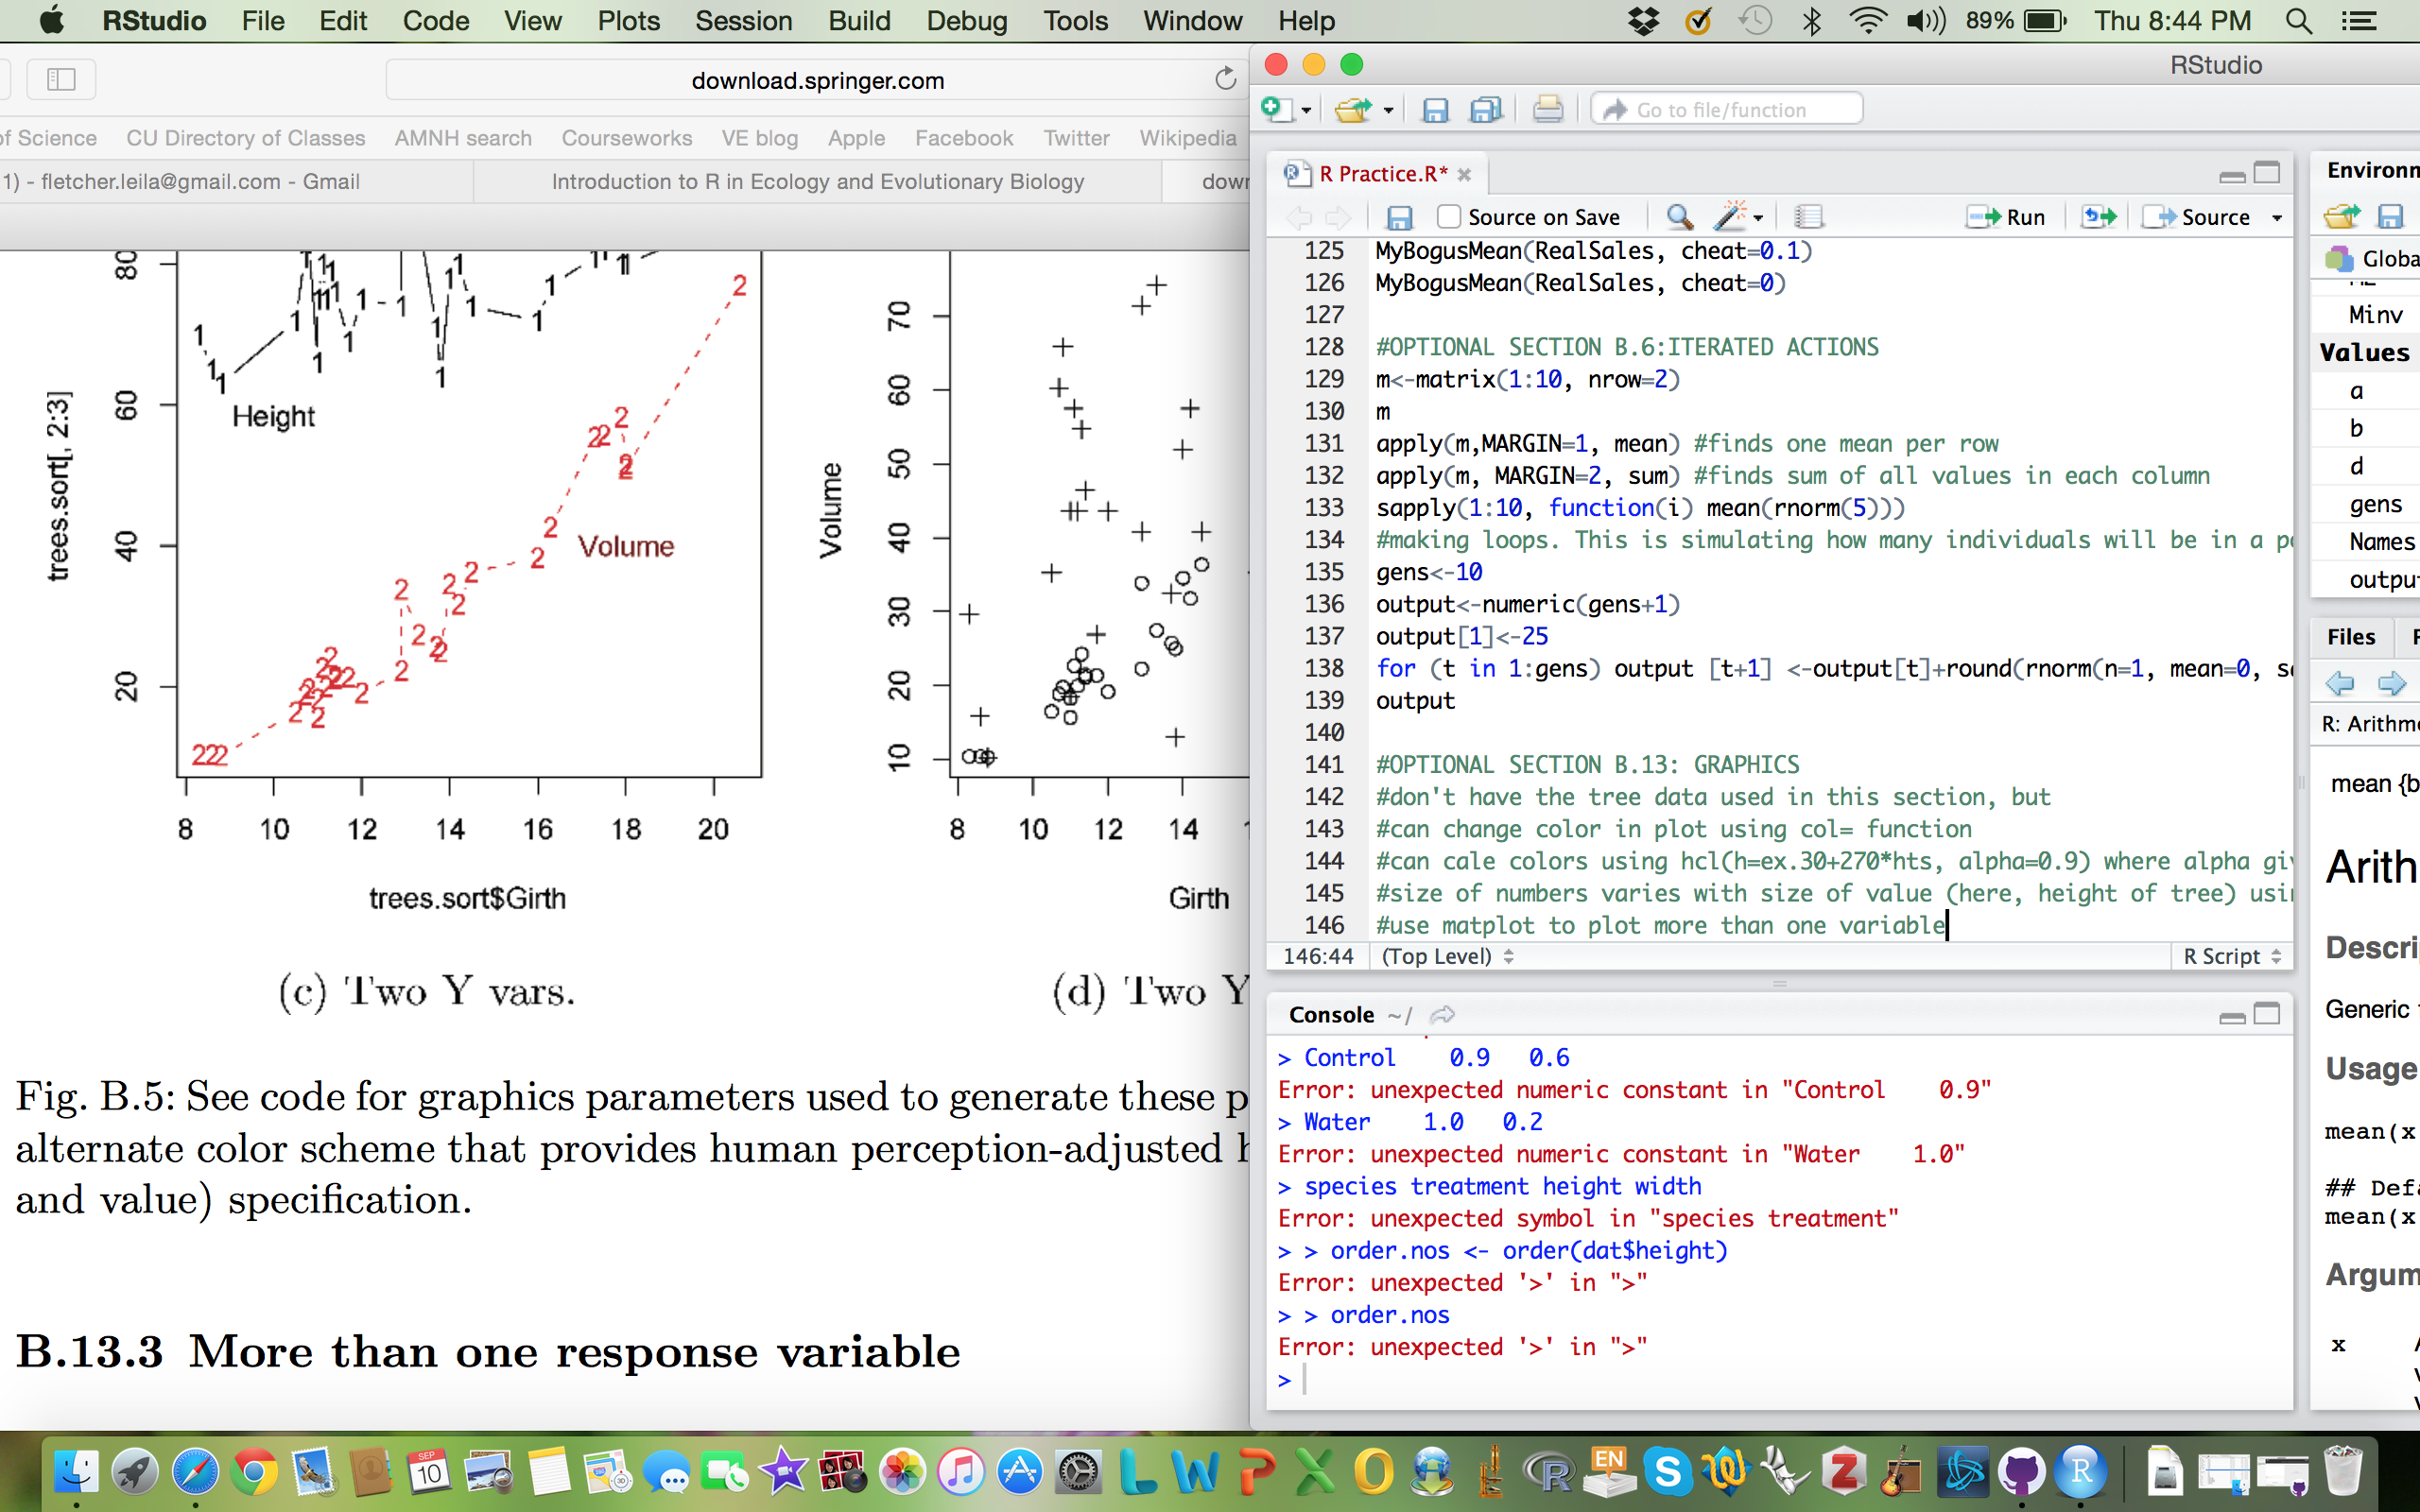 RStudio File Edit Code View Plots Session Build Debug Tools Window Help 89% Thu 8:44 PM
download.springer.com
of Science CU Directory of Classes AMNH search Courseworks VE blog Apple Facebook Twitter Wikipedia
1) - fletcher.leila@gmail.com - Gmail Introduction to R in Ecology and Evolutionary Biology
80
60
40
20
trees.sort[, 2:3]
Height
Volume
8 10 12 14 16 18 20
trees.sort$Girth
(c) Two Y vars.
70
60
50
40
30
20
10
Volume
8 10 12 14
Girth
(d) Two Y
Fig. B.5: See code for graphics parameters used to generate these
alternate color scheme that provides human perception-adjusted
and value) specification.
B.13.3 More than one response variable
RStudio
Go to file/function
R Practice.R*
Source on Save Run Source
125 MyBogusMean(RealSales, cheat=0.1)
126 MyBogusMean(RealSales, cheat=0)
127
128 #OPTIONAL SECTION B.6:ITERATED ACTIONS
129 m<-matrix(1:10, nrow=2)
130 m
131 apply(m,MARGIN=1, mean) #finds one mean per row
132 apply(m, MARGIN=2, sum) #finds sum of all values in each column
133 sapply(1:10, function(i) mean(rnorm(5)))
134 #making loops. This is simulating how many individuals will be in a
135 gens<-10
136 output<-numeric(gens+1)
137 output[1]<-25
138 for (t in 1:gens) output [t+1] <-output[t]+round(rnorm(n=1, mean=0,
139 output
140
141 #OPTIONAL SECTION B.13: GRAPHICS
142 #don't have the tree data used in this section, but
143 #can change color in plot using col= function
144 #can cale colors using hcl(h=ex.30+270*hts, alpha=0.9) where alpha
145 #size of numbers varies with size of value (here, height of tree)
146 #use matplot to plot more than one variable
146:44 (Top Level) R Script
Console ~/
> Control 0.9 0.6
Error: unexpected numeric constant in "Control 0.9"
> Water 1.0 0.2
Error: unexpected numeric constant in "Water 1.0"
> species treatment height width
Error: unexpected symbol in "species treatment"
> > order.nos <- order(dat$height)
Error: unexpected '>' in ">"
> > order.nos
Error: unexpected '>' in ">"
>
Minv
Values
a
b
d
gens
Names
Files
mean
Usage
mean(x
##
mean(x
x
SEP
10
EN